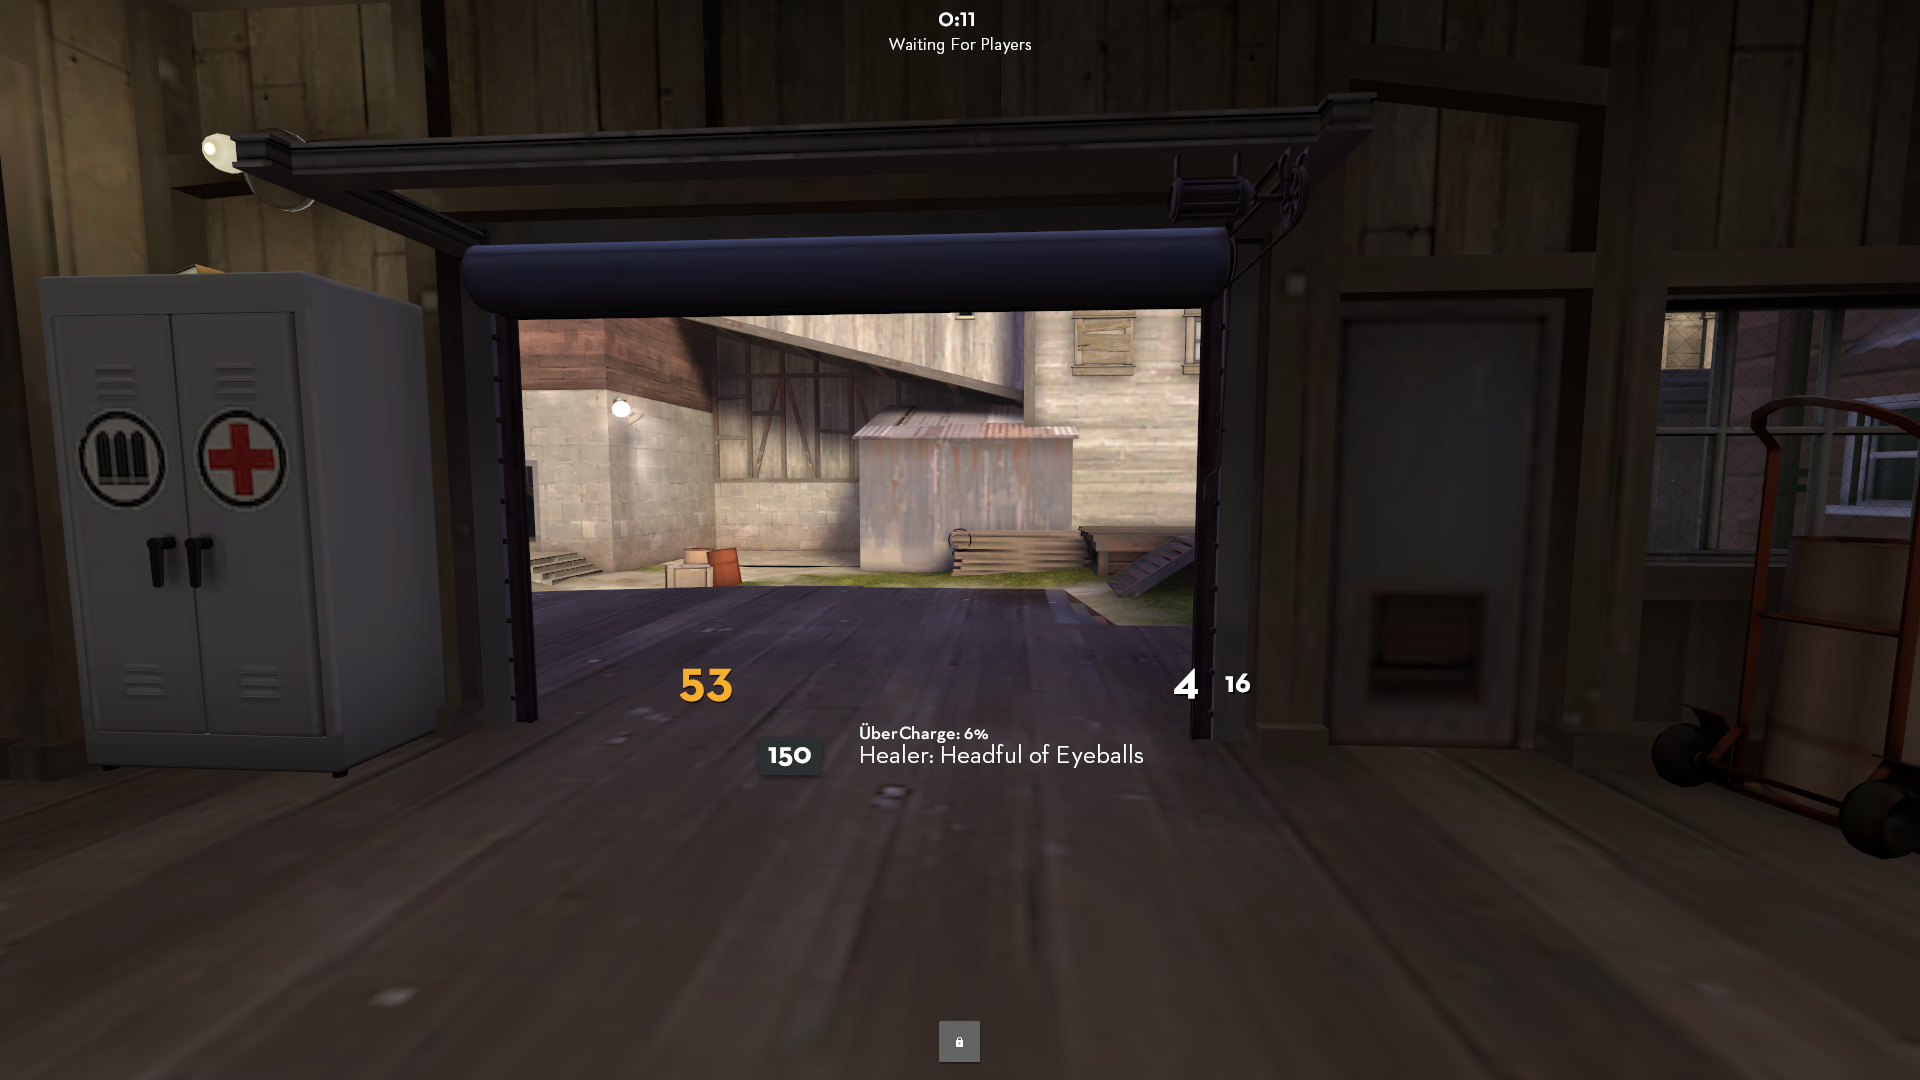 0:11
Waiting For Players
53
4 16
ÜberCharge: 6%
150 Healer: Headful of Eyeballs